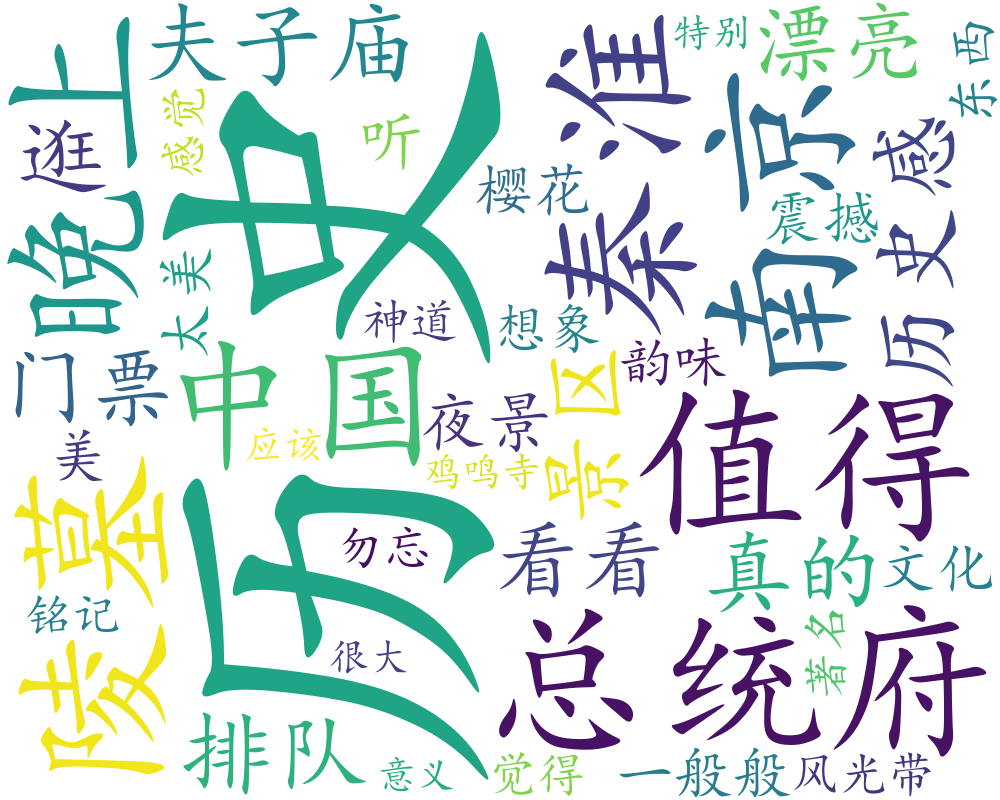 夫子庙
晚上
逛
感觉
听
历史
太美
樱花
秦淮
特别
漂亮
东西
南京
震撼
历史感
神道
想象
韵味
门票
中国
夜景
景区
值得
美
应该
鸡鸣寺
陵墓
勿忘
看看
真的
文化
铭记
很大
总统府
著名
排队
意义
觉得
一般般
风光带